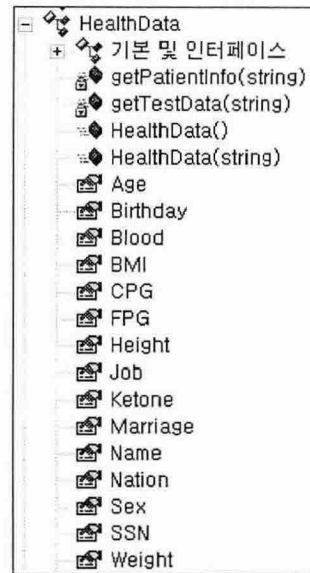 HealthData
기본 및 인터페이스
getPatientInfo(string)
getTestData(string)
HealthData()
HealthData(string)
Age
Birthday
Blood
BMI
CPG
FPG
Height
Job
Ketone
Marriage
Name
Nation
Sex
SSN
Weight